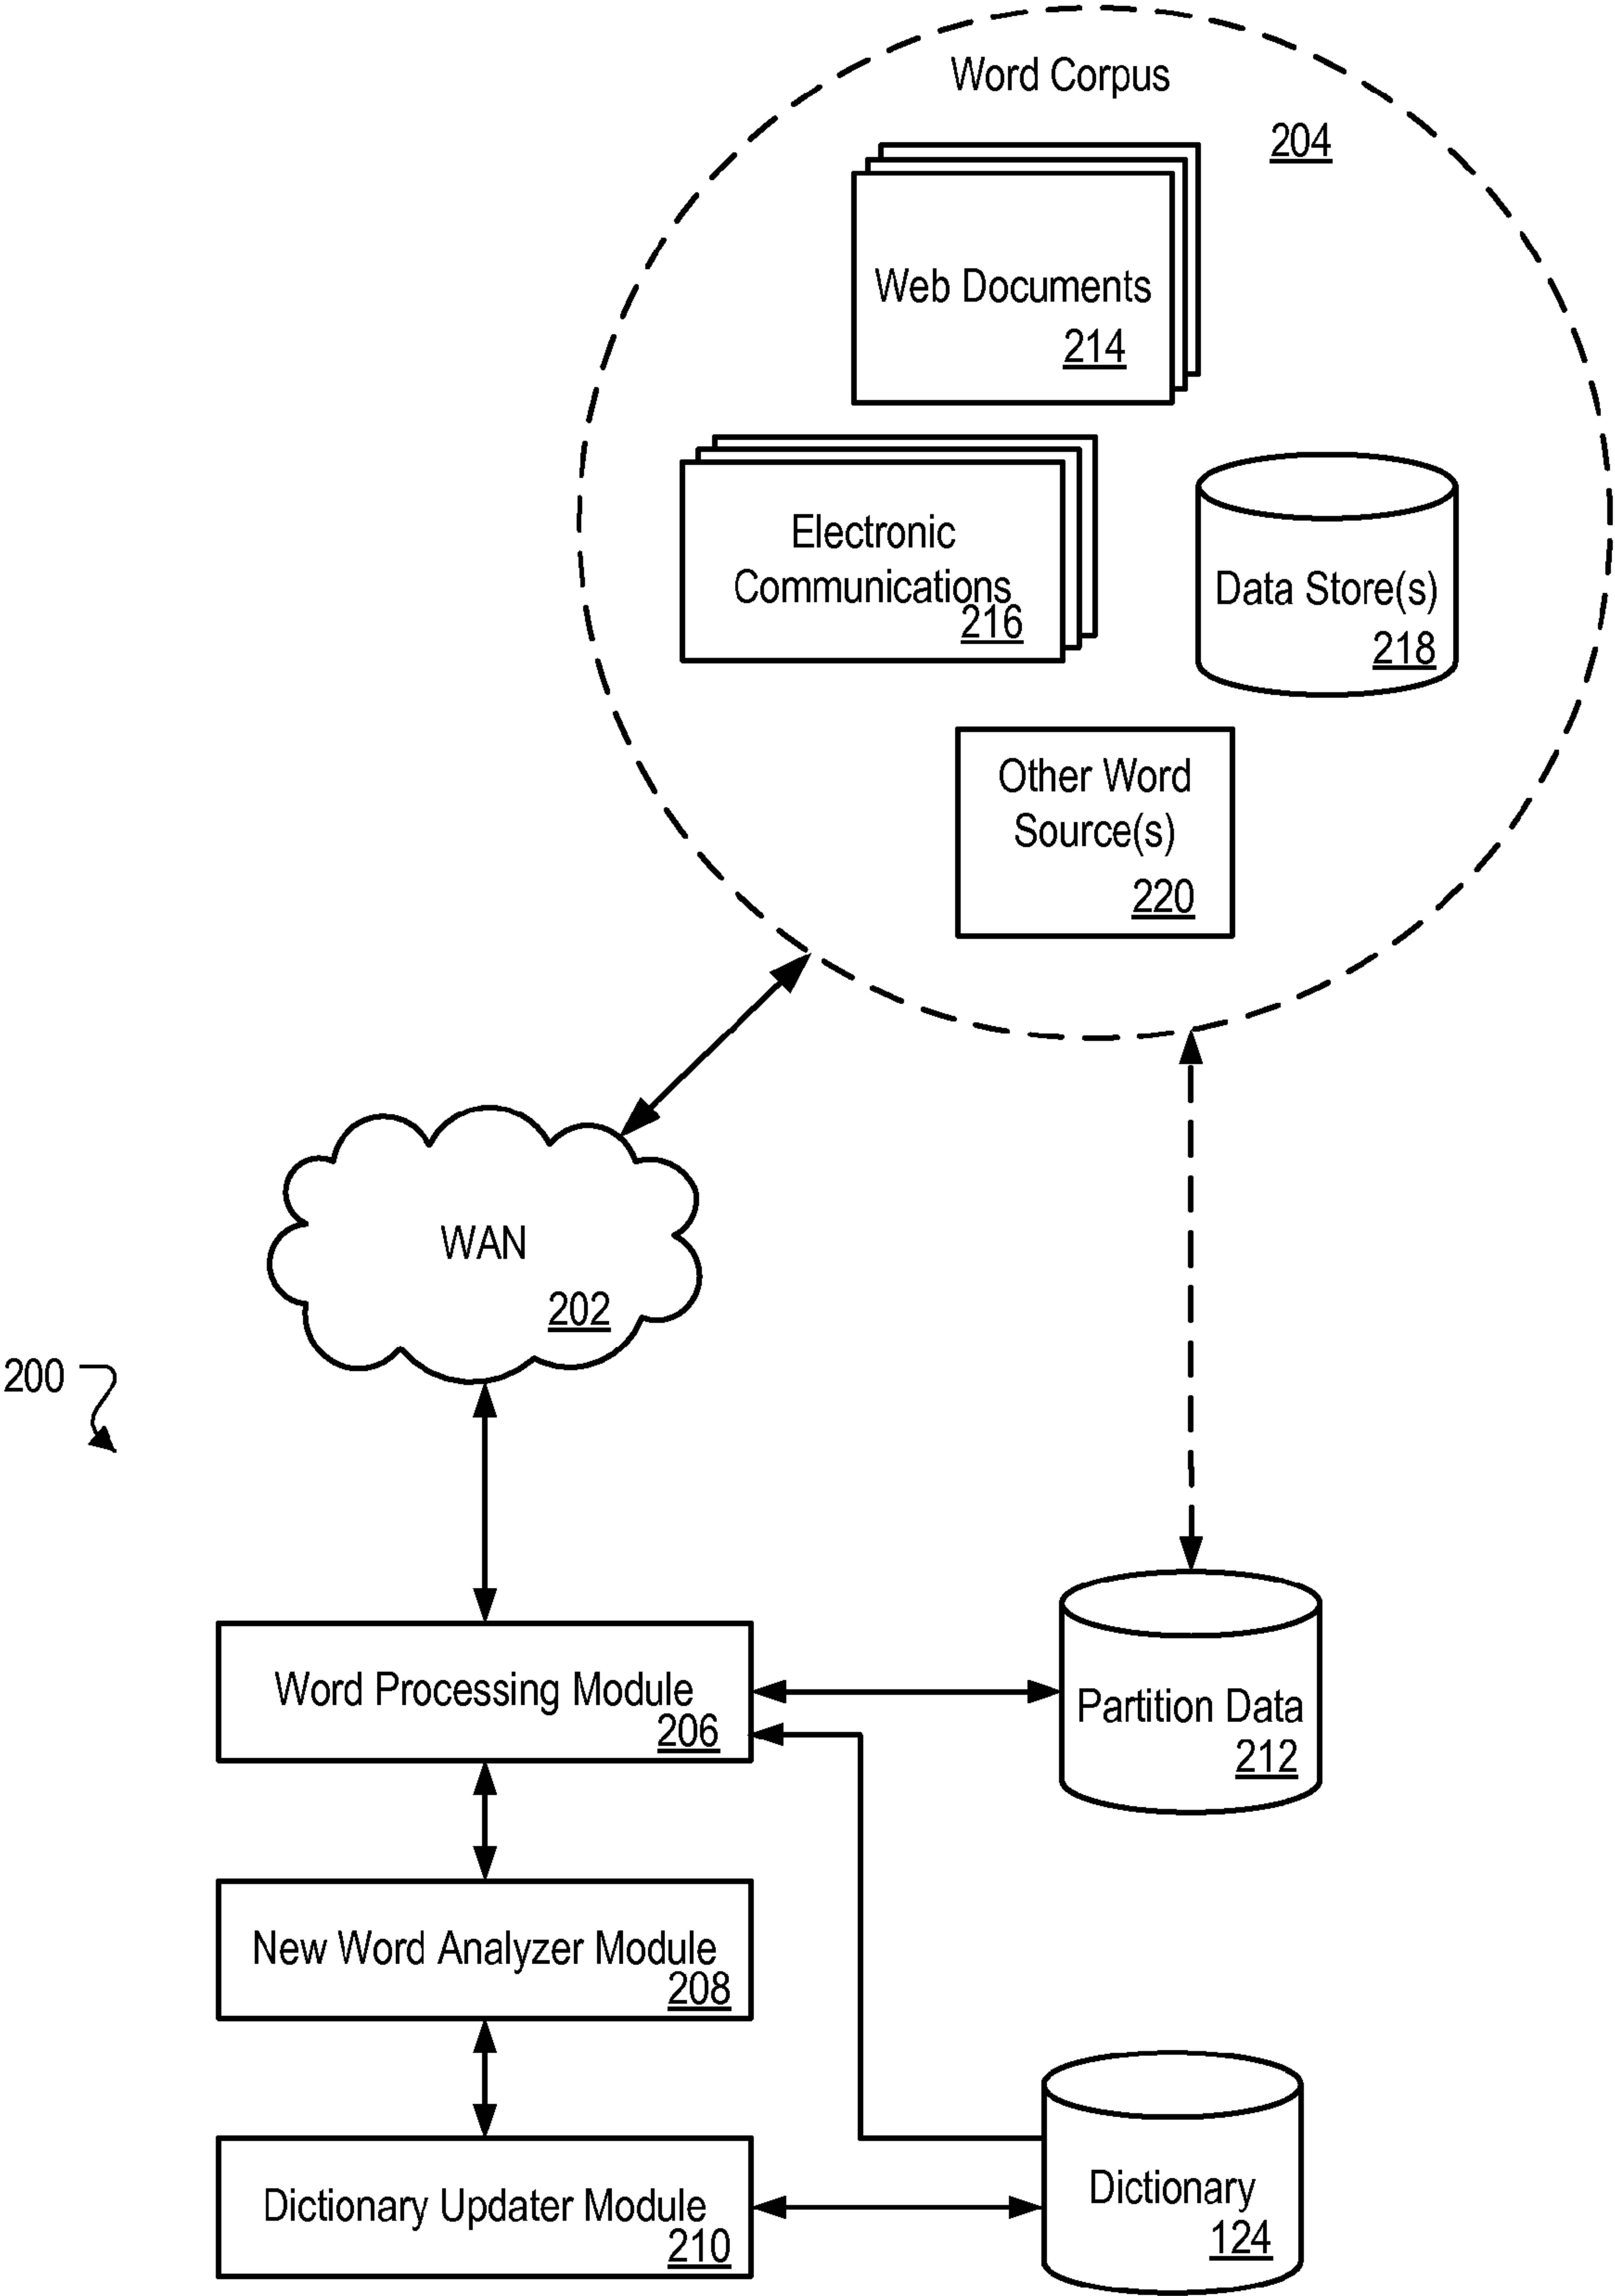 Word Corpus
204
Web Documents
214
Electronic
Communications
216
Data Store(s)
218
Other Word
Source(s)
220
WAN
202
200
Word Processing Module
206
Partition Data
212
New Word Analyzer Module
208
Dictionary Updater Module
210
Dictionary
124